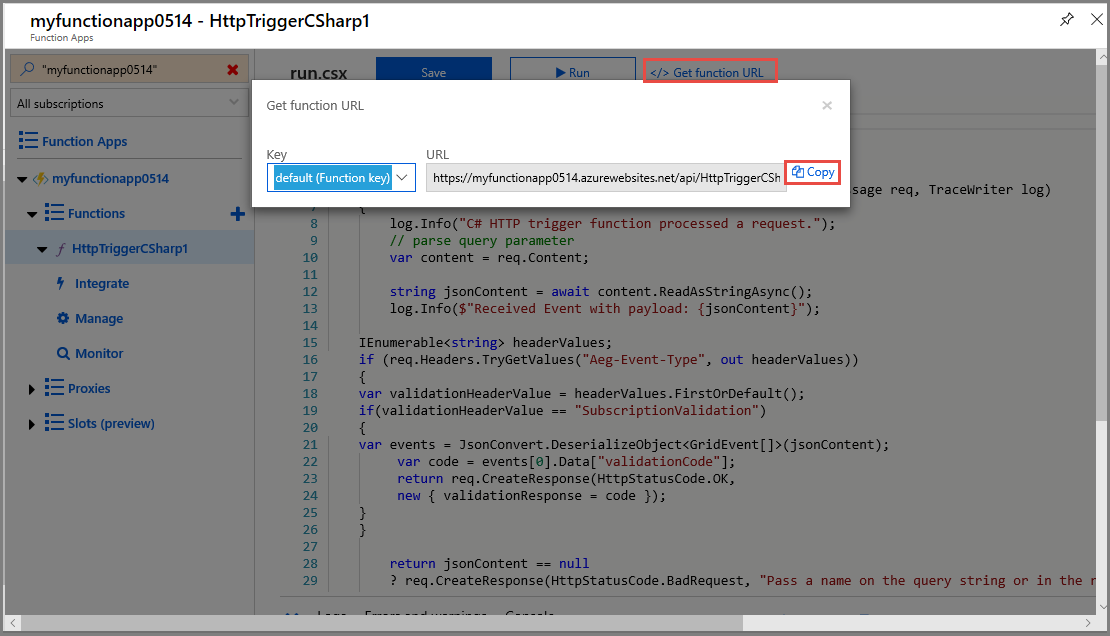 myfunctionapp0514 - HttpTriggerCSharp1
Function Apps
"myfunctionapp0514"
All subscriptions
Function Apps
myfunctionapp0514
Functions
HttpTriggerCSharp1
Integrate
Manage
Monitor
Proxies
Slots (preview)
run.csx
Save
Run
</> Get function URL
Get function URL
Key
URL
default (Function key)
https://myfunctionapp0514.azurewebsites.net/api/HttpTriggerCSh
Copy
sage req, TraceWriter log)
7 {
8 log.Info("C# HTTP trigger function processed a request.");
9 // parse query parameter
10 var content = req.Content;
11
12 string jsonContent = await content.ReadAsStringAsync();
13 log.Info($"Received Event with payload: {jsonContent}");
14
15 IEnumerable<string> headerValues;
16 if (req.Headers.TryGetValues("Aeg-Event-Type", out headerValues))
17 {
18 var validationHeaderValue = headerValues.FirstOrDefault();
19 if(validationHeaderValue == "SubscriptionValidation")
20 {
21 var events = JsonConvert.DeserializeObject<GridEvent[]>(jsonContent);
22 var code = events[0].Data["validationCode"];
23 return req.CreateResponse(HttpStatusCode.OK,
24 new { validationResponse = code });
25 }
26 }
27
28 return jsonContent == null
29 ? req.CreateResponse(HttpStatusCode.BadRequest, "Pass a name on the query string or in the r
Logs Errors and warnings Console